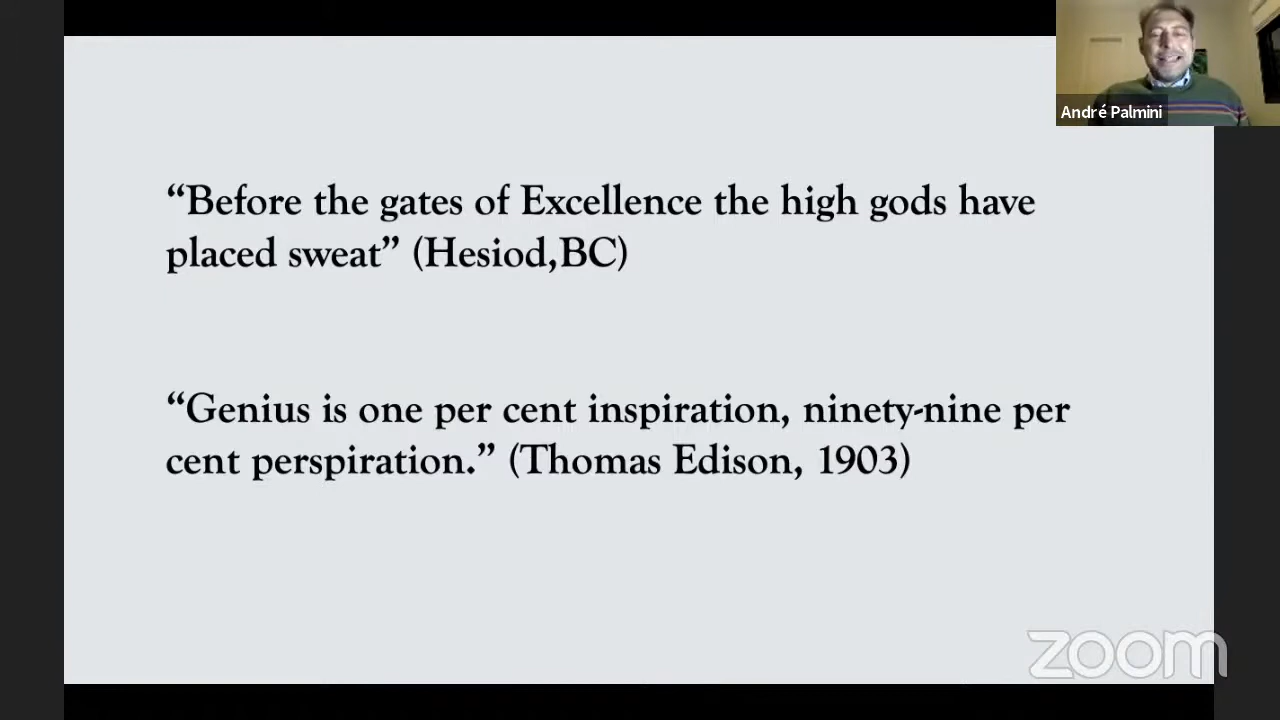 André Palmini
“Before the gates of Excellence the high gods have
placed sweat” (Hesiod,BC)
“Genius is one per cent inspiration, ninety-nine per
cent perspiration.” (Thomas Edison, 1903)
zoom